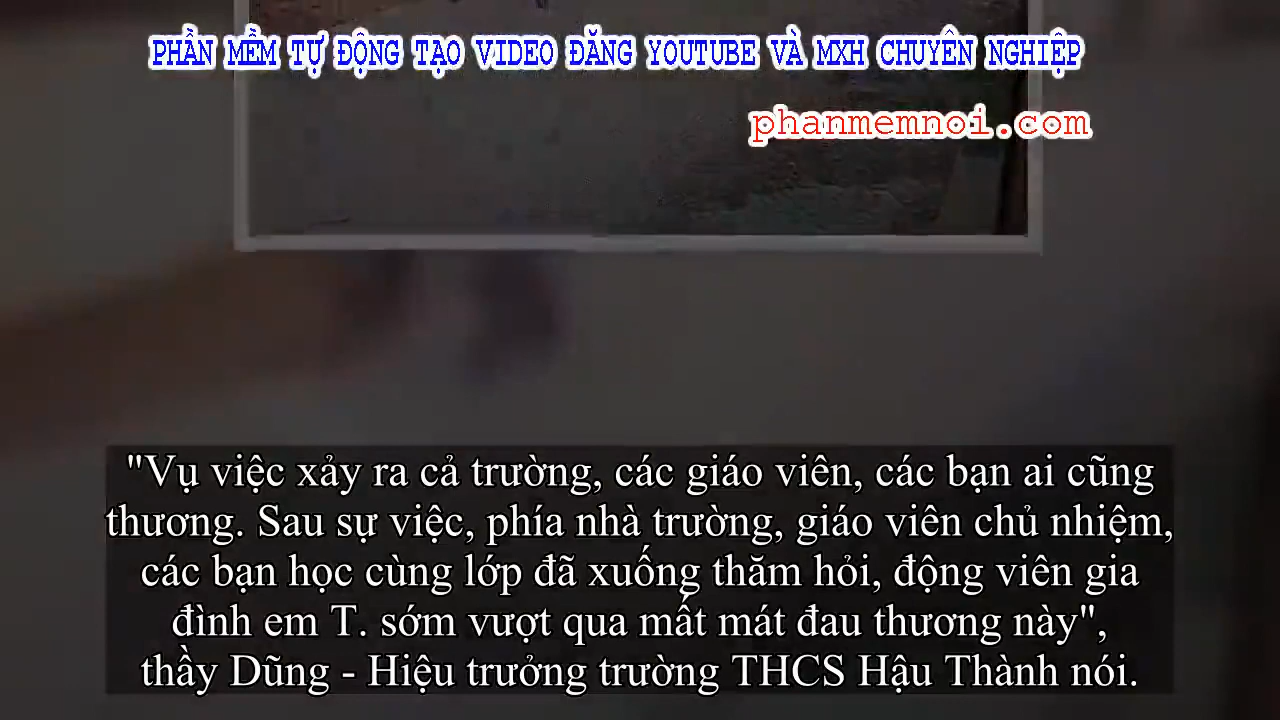 PHẦN MỀM TỰ ĐỘNG TẠO VIDEO ĐĂNG YOUTUBE VÀ MXH CHUYÊN NGHIỆP
phanmemnoi.com
"Vụ việc xảy ra cả trường, các giáo viên, các bạn ai cũng
thương. Sau sự việc, phía nhà trường, giáo viên chủ nhiệm,
các bạn học cùng lớp đã xuống thăm hỏi, động viên gia
đình em T. sớm vượt qua mất mát đau thương này",
thầy Dũng - Hiệu trưởng trường THCS Hậu Thành nói.